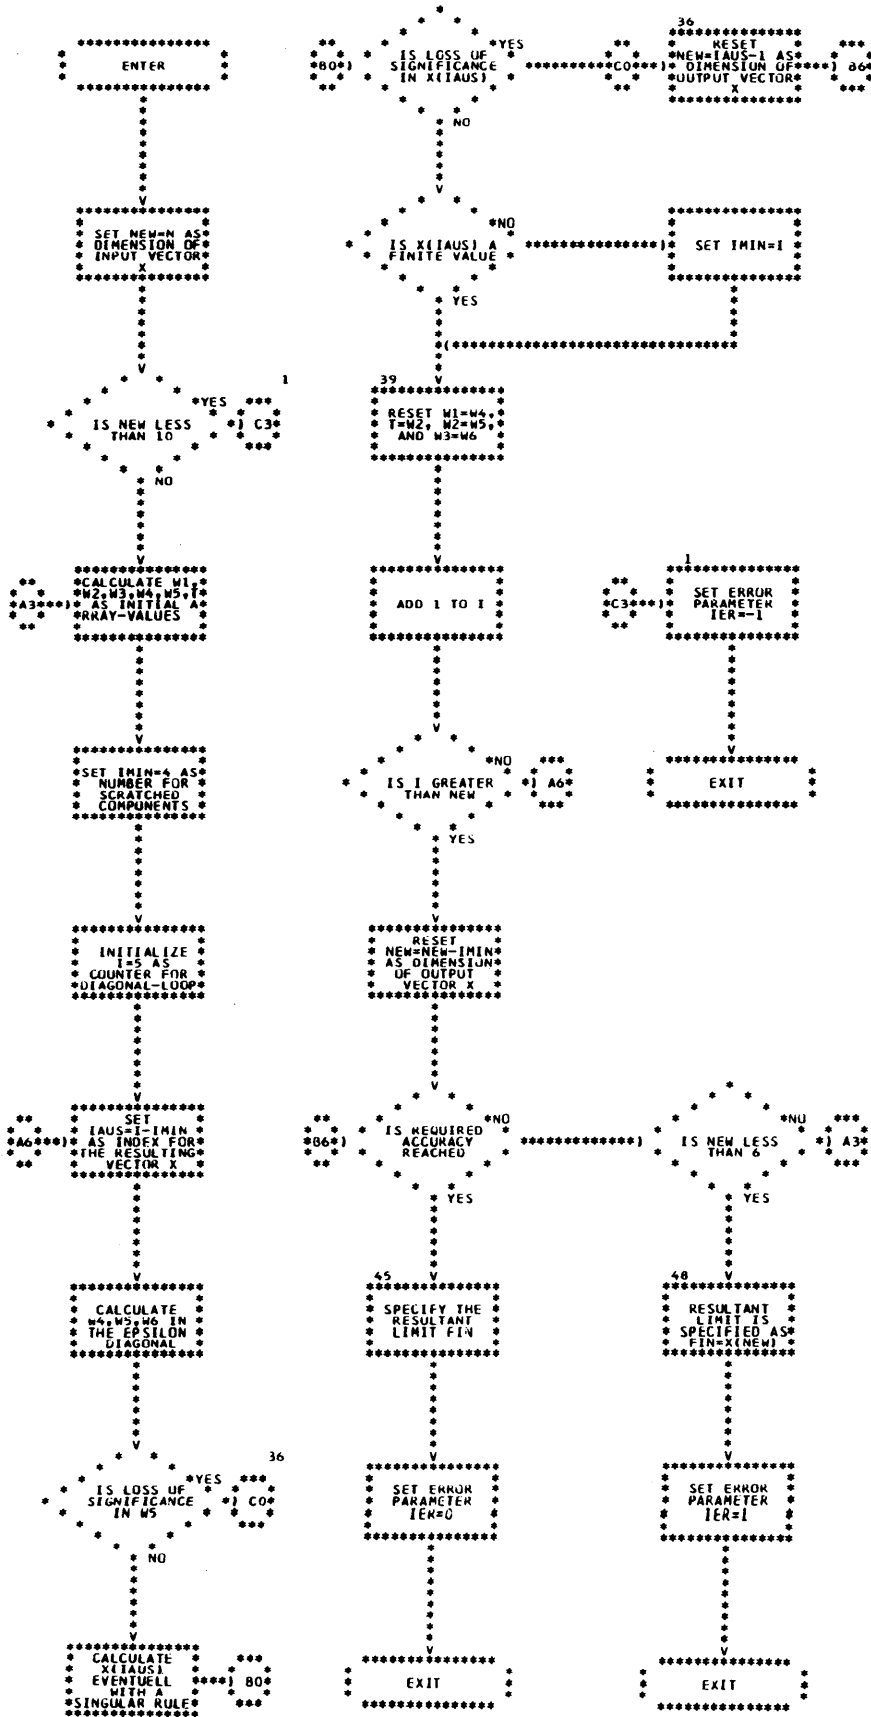 ENTER
SET NEW=N AS
DIMENSION OF
INPUT VECTOR
X
IS NEW LESS
THAN 10
YES
1
C3
NO
A3
CALCULATE W1,
W2,W3,W4,W5,T
AS INITIAL A
RRAY-VALUES
SET IMIN=4 AS
NUMBER FOR
SCRATCHED
COMPONENTS
INITIALIZE
I=5 AS
COUNTER FOR
DIAGONAL-LOOP
A6
SET
IAUS=I-IMIN
AS INDEX FOR
THE RESULTING
VECTOR X
CALCULATE
W4,W5,W6 IN
THE EPSILON
DIAGONAL
IS LOSS OF
SIGNIFICANCE
IN W5
YES
36
C0
NO
CALCULATE
X(IAUS)
EVENTUELL
WITH A
SINGULAR RULE
B0
B0
IS LOSS OF
SIGNIFICANCE
IN X(IAUS)
YES
C0
36
RESET
NEW=IAUS-1 AS
DIMENSION OF
OUTPUT VECTOR
X
B6
NO
IS X(IAUS) A
FINITE VALUE
NO
SET IMIN=I
YES
39
RESET W1=W4,
T=W2, W2=W5,
AND W3=W6
ADD 1 TO I
IS I GREATER
THAN NEW
NO
A6
YES
RESET
NEW=NEW-IMIN
AS DIMENSION
OF OUTPUT
VECTOR X
B6
IS REQUIRED
ACCURACY
REACHED
NO
YES
45
SPECIFY THE
RESULTANT
LIMIT FIN
SET ERROR
PARAMETER
IER=0
EXIT
C3
1
SET ERROR
PARAMETER
IER=-1
EXIT
IS NEW LESS
THAN 6
NO
A3
YES
48
RESULTANT
LIMIT IS
SPECIFIED AS
FIN=X(NEW)
SET ERROR
PARAMETER
IER=1
EXIT